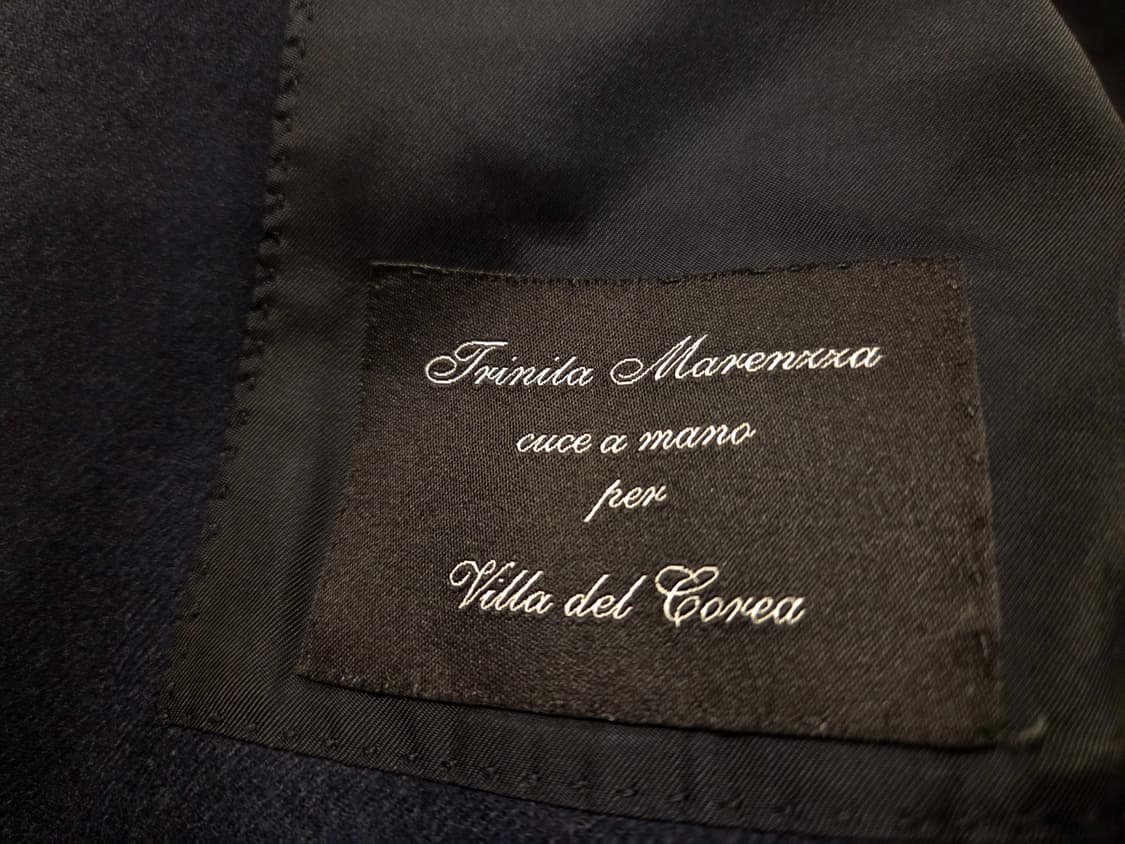 Trinita Marenzza
cuce a mano
per
Villa del Corea